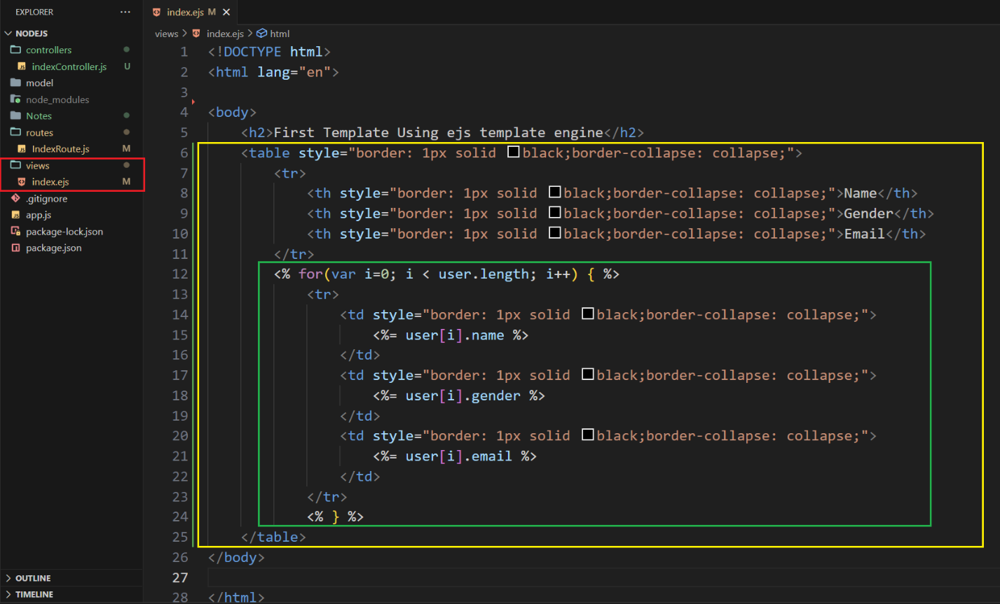 EXPLORER ...
NODEJS
controllers
indexController.js U
model
node_modules
Notes
routes
IndexRoute.js M
views
index.ejs M
.gitignore
app.js
package-lock.json
package.json
OUTLINE
TIMELINE
index.ejs M
views > index.ejs > html
1 <!DOCTYPE html>
2 <html lang="en">
3
4 <body>
5 <h2>First Template Using ejs template engine</h2>
6 <table style="border: 1px solid black;border-collapse: collapse;">
7 <tr>
8 <th style="border: 1px solid black;border-collapse: collapse;">Name</th>
9 <th style="border: 1px solid black;border-collapse: collapse;">Gender</th>
10 <th style="border: 1px solid black;border-collapse: collapse;">Email</th>
11 </tr>
12 <% for(var i=0; i < user.length; i++) { %>
13 <tr>
14 <td style="border: 1px solid black;border-collapse: collapse;">
15 <%= user[i].name %>
16 </td>
17 <td style="border: 1px solid black;border-collapse: collapse;">
18 <%= user[i].gender %>
19 </td>
20 <td style="border: 1px solid black;border-collapse: collapse;">
21 <%= user[i].email %>
22 </td>
23 </tr>
24 <% } %>
25 </table>
26 </body>
27
28 </html>